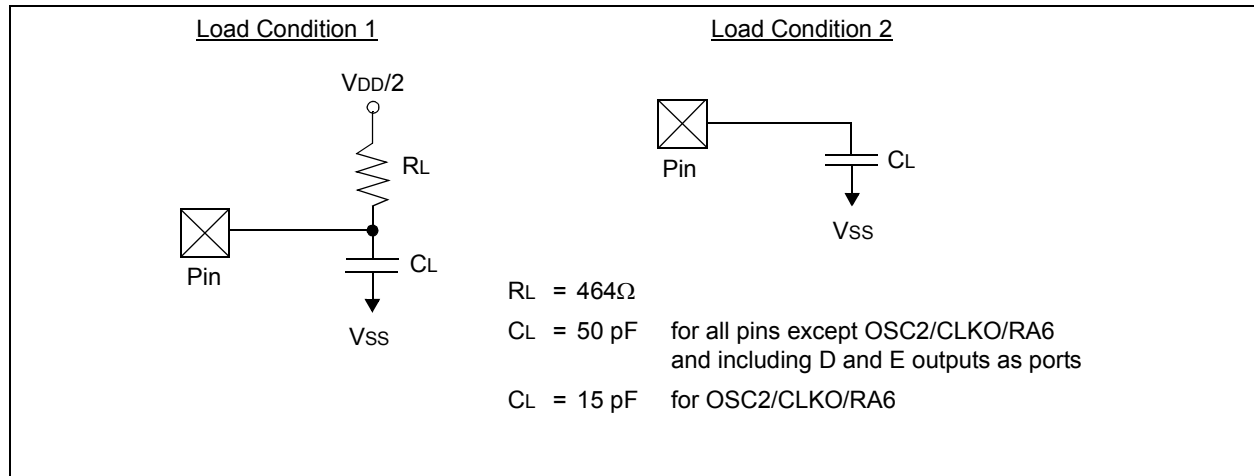 Load Condition 1
VDD/2
RL
Pin
CL
VSS
Load Condition 2
Pin
CL
VSS
RL = 464Ω
CL = 50 pF for all pins except OSC2/CLKO/RA6
and including D and E outputs as ports
CL = 15 pF for OSC2/CLKO/RA6